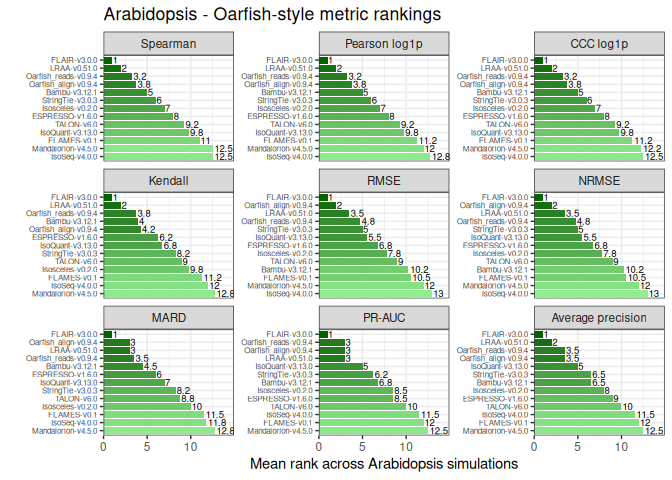 Arabidopsis - Oarfish-style metric rankings
Spearman
FLAIR-v3.0.0 1
LRAA-v0.51.0 2
Oarfish_reads-v0.9.4 3.2
Oarfish_align-v0.9.4 3.8
Bambu-v3.12.1 5
StringTie-v3.0.3 6
Isosceles-v0.2.0 7
ESPRESSO-v1.6.0 8
TALON-v6.0 9.2
IsoQuant-v3.13.0 9.8
FLAMES-v0.1 11
Mandalorion-v4.5.0 12.5
IsoSeq-v4.0.0 12.5
Pearson log1p
FLAIR-v3.0.0 1
LRAA-v0.51.0 2
Oarfish_reads-v0.9.4 3.2
Oarfish_align-v0.9.4 3.8
Bambu-v3.12.1 5
StringTie-v3.0.3 6
Isosceles-v0.2.0 7
ESPRESSO-v1.6.0 8
TALON-v6.0 9.2
IsoQuant-v3.13.0 9.8
FLAMES-v0.1 11.2
Mandalorion-v4.5.0 12
IsoSeq-v4.0.0 12.8
CCC log1p
FLAIR-v3.0.0 1
LRAA-v0.51.0 2
Oarfish_reads-v0.9.4 3.2
Oarfish_align-v0.9.4 3.8
Bambu-v3.12.1 5
StringTie-v3.0.3 6
Isosceles-v0.2.0 7
ESPRESSO-v1.6.0 8
TALON-v6.0 9.2
IsoQuant-v3.13.0 9.8
FLAMES-v0.1 11.2
Mandalorion-v4.5.0 12.2
IsoSeq-v4.0.0 12.5
Kendall
FLAIR-v3.0.0 1
LRAA-v0.51.0 2
Oarfish_reads-v0.9.4 3.8
Bambu-v3.12.1 4
Oarfish_align-v0.9.4 4.2
ESPRESSO-v1.6.0 6.2
IsoQuant-v3.13.0 6.8
StringTie-v3.0.3 8.2
TALON-v6.0 9
Isosceles-v0.2.0 9.8
FLAMES-v0.1 11.2
IsoSeq-v4.0.0 12
Mandalorion-v4.5.0 12.8
RMSE
FLAIR-v3.0.0 1
Oarfish_align-v0.9.4 2
LRAA-v0.51.0 3.5
Oarfish_reads-v0.9.4 4.8
StringTie-v3.0.3 5
IsoQuant-v3.13.0 5.5
ESPRESSO-v1.6.0 6.8
Isosceles-v0.2.0 7.8
TALON-v6.0 9
Bambu-v3.12.1 10.2
FLAMES-v0.1 10.5
Mandalorion-v4.5.0 12
IsoSeq-v4.0.0 13
NRMSE
FLAIR-v3.0.0 1
Oarfish_align-v0.9.4 2
LRAA-v0.51.0 3.5
Oarfish_reads-v0.9.4 4.8
StringTie-v3.0.3 5
IsoQuant-v3.13.0 5.5
ESPRESSO-v1.6.0 6.8
Isosceles-v0.2.0 7.8
TALON-v6.0 9
Bambu-v3.12.1 10.2
FLAMES-v0.1 10.5
Mandalorion-v4.5.0 12
IsoSeq-v4.0.0 13
MARD
FLAIR-v3.0.0 1
Oarfish_align-v0.9.4 3
LRAA-v0.51.0 3
Oarfish_reads-v0.9.4 3.5
Bambu-v3.12.1 4.5
ESPRESSO-v1.6.0 6
IsoQuant-v3.13.0 7
StringTie-v3.0.3 8.2
TALON-v6.0 8.8
Isosceles-v0.2.0 10
FLAMES-v0.1 11.5
IsoSeq-v4.0.0 11.8
Mandalorion-v4.5.0 12.8
0 5 10
PR-AUC
FLAIR-v3.0.0 1
Oarfish_reads-v0.9.4 3
Oarfish_align-v0.9.4 3
LRAA-v0.51.0 3
IsoQuant-v3.13.0 5
StringTie-v3.0.3 6.2
Bambu-v3.12.1 6.8
Isosceles-v0.2.0 8.5
ESPRESSO-v1.6.0 8.5
TALON-v6.0 10
IsoSeq-v4.0.0 11.5
FLAMES-v0.1 12
Mandalorion-v4.5.0 12.5
0 5 10
Average precision
FLAIR-v3.0.0 1
LRAA-v0.51.0 2
Oarfish_reads-v0.9.4 3.5
Oarfish_align-v0.9.4 3.5
IsoQuant-v3.13.0 5
StringTie-v3.0.3 6.5
Bambu-v3.12.1 6.5
Isosceles-v0.2.0 8
ESPRESSO-v1.6.0 9
TALON-v6.0 10
IsoSeq-v4.0.0 11.5
FLAMES-v0.1 12
Mandalorion-v4.5.0 12.5
0 5 10
Mean rank across Arabidopsis simulations